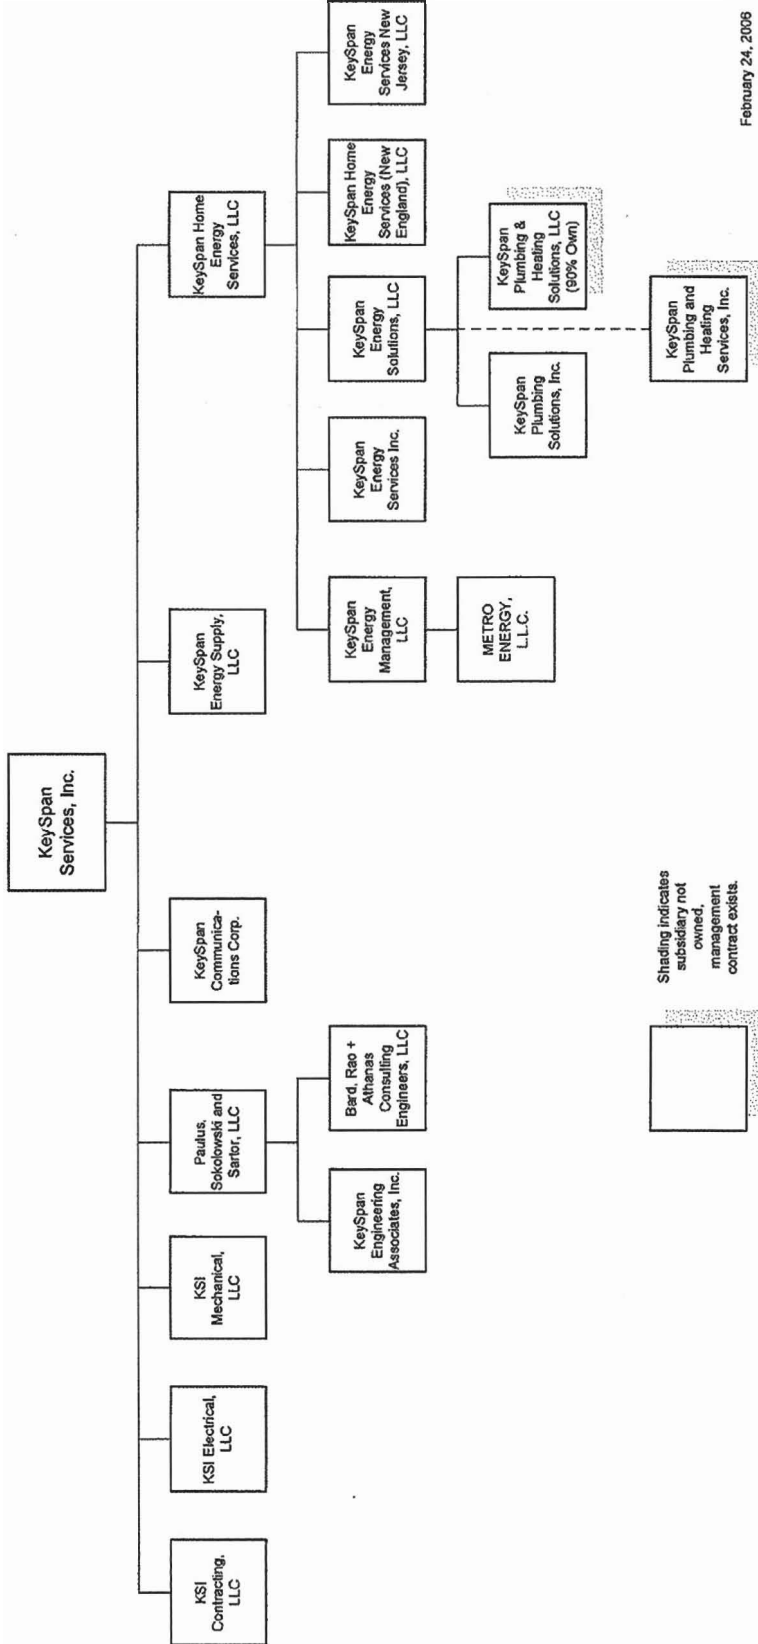 KeySpan
Services, Inc.
KSI
Contracting,
LLC
KSI Electrical,
LLC
KSI
Mechanical,
LLC
Paulus,
Sokolowski and
Sartor, LLC
KeySpan
Communica-
tions Corp.
KeySpan
Energy Supply,
LLC
KeySpan Home
Energy
Services, LLC
KeySpan
Engineering
Associates, Inc.
Bard, Rao +
Athanas
Consulting
Engineers, LLC
KeySpan
Energy
Management,
LLC
KeySpan
Energy
Services Inc.
KeySpan
Energy
Solutions, LLC
KeySpan Home
Energy
Services (New
England), LLC
KeySpan
Energy
Services New
Jersey, LLC
METRO
ENERGY,
L.L.C.
KeySpan
Plumbing
Solutions, Inc.
KeySpan
Plumbing &
Heating
Solutions, LLC
(90% Own)
KeySpan
Plumbing and
Heating
Services, Inc.
Shading indicates
subsidiary not
owned,
management
contract exists.
February 24, 2006